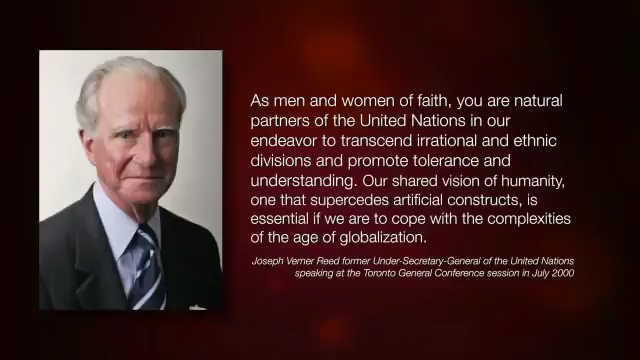 As men and women of faith, you are natural
partners of the United Nations in our
endeavor to transcend irrational and ethnic
divisions and promote tolerance and
understanding. Our shared vision of humanity,
one that supercedes artificial constructs, is
essential if we are to cope with the complexities
of the age of globalization.
Joseph Verner Reed former Under-Secretary-General of the United Nations
speaking at the Toronto General Conference session in July 2000